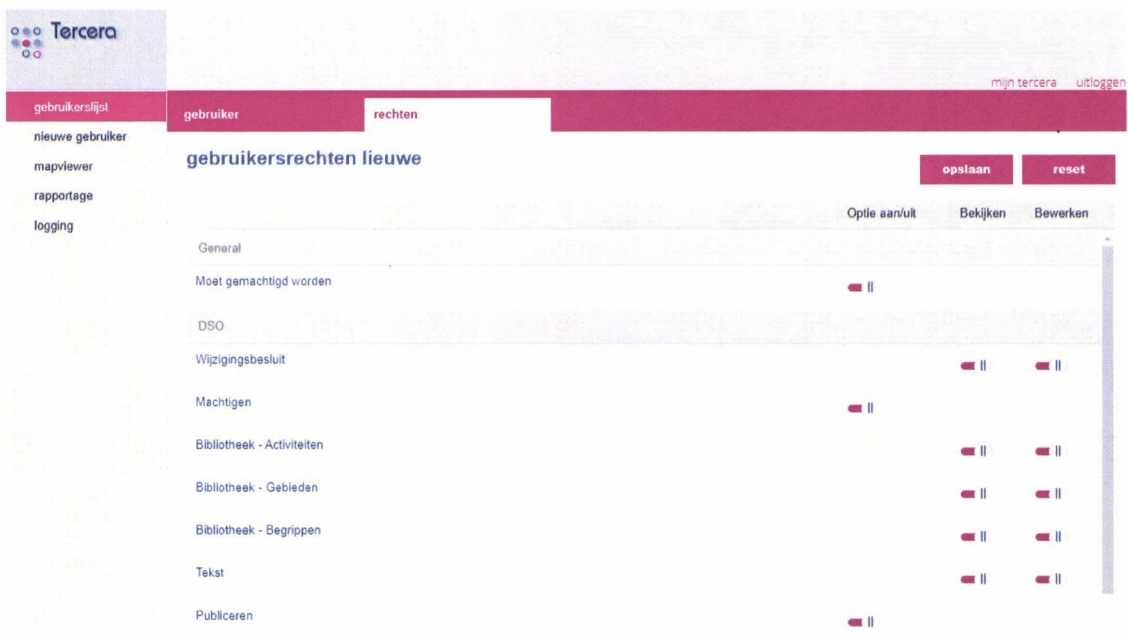 Tercera
mijn tercera uitloggen
gebruikerslijst
nieuwe gebruiker
mapviewer
rapportage
logging
gebruiker rechten
gebruikersrechten lieuwe
opslaan reset
Optie aan/uit Bekijken Bewerken
General
Moet gemachtigd worden
DSO
Wijzigingsbesluit
Machtigen
Bibliotheek - Activiteiten
Bibliotheek - Gebieden
Bibliotheek - Begrippen
Tekst
Publiceren